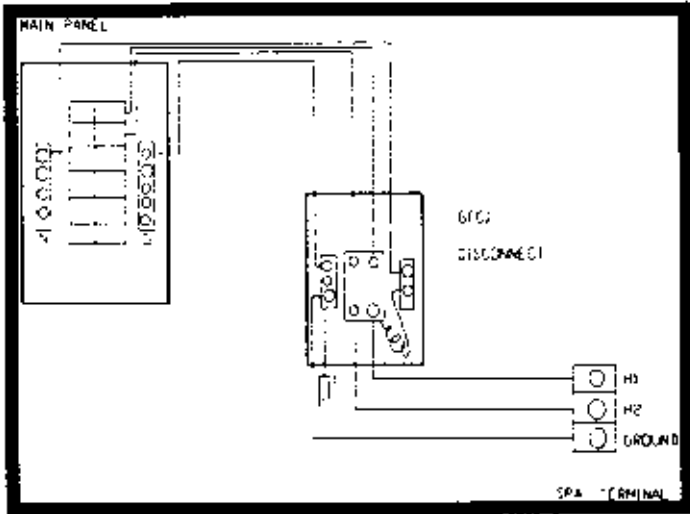 MAIN PANEL
GFCI
DISCONNECT
H1
H2
GROUND
SPA TERMINAL